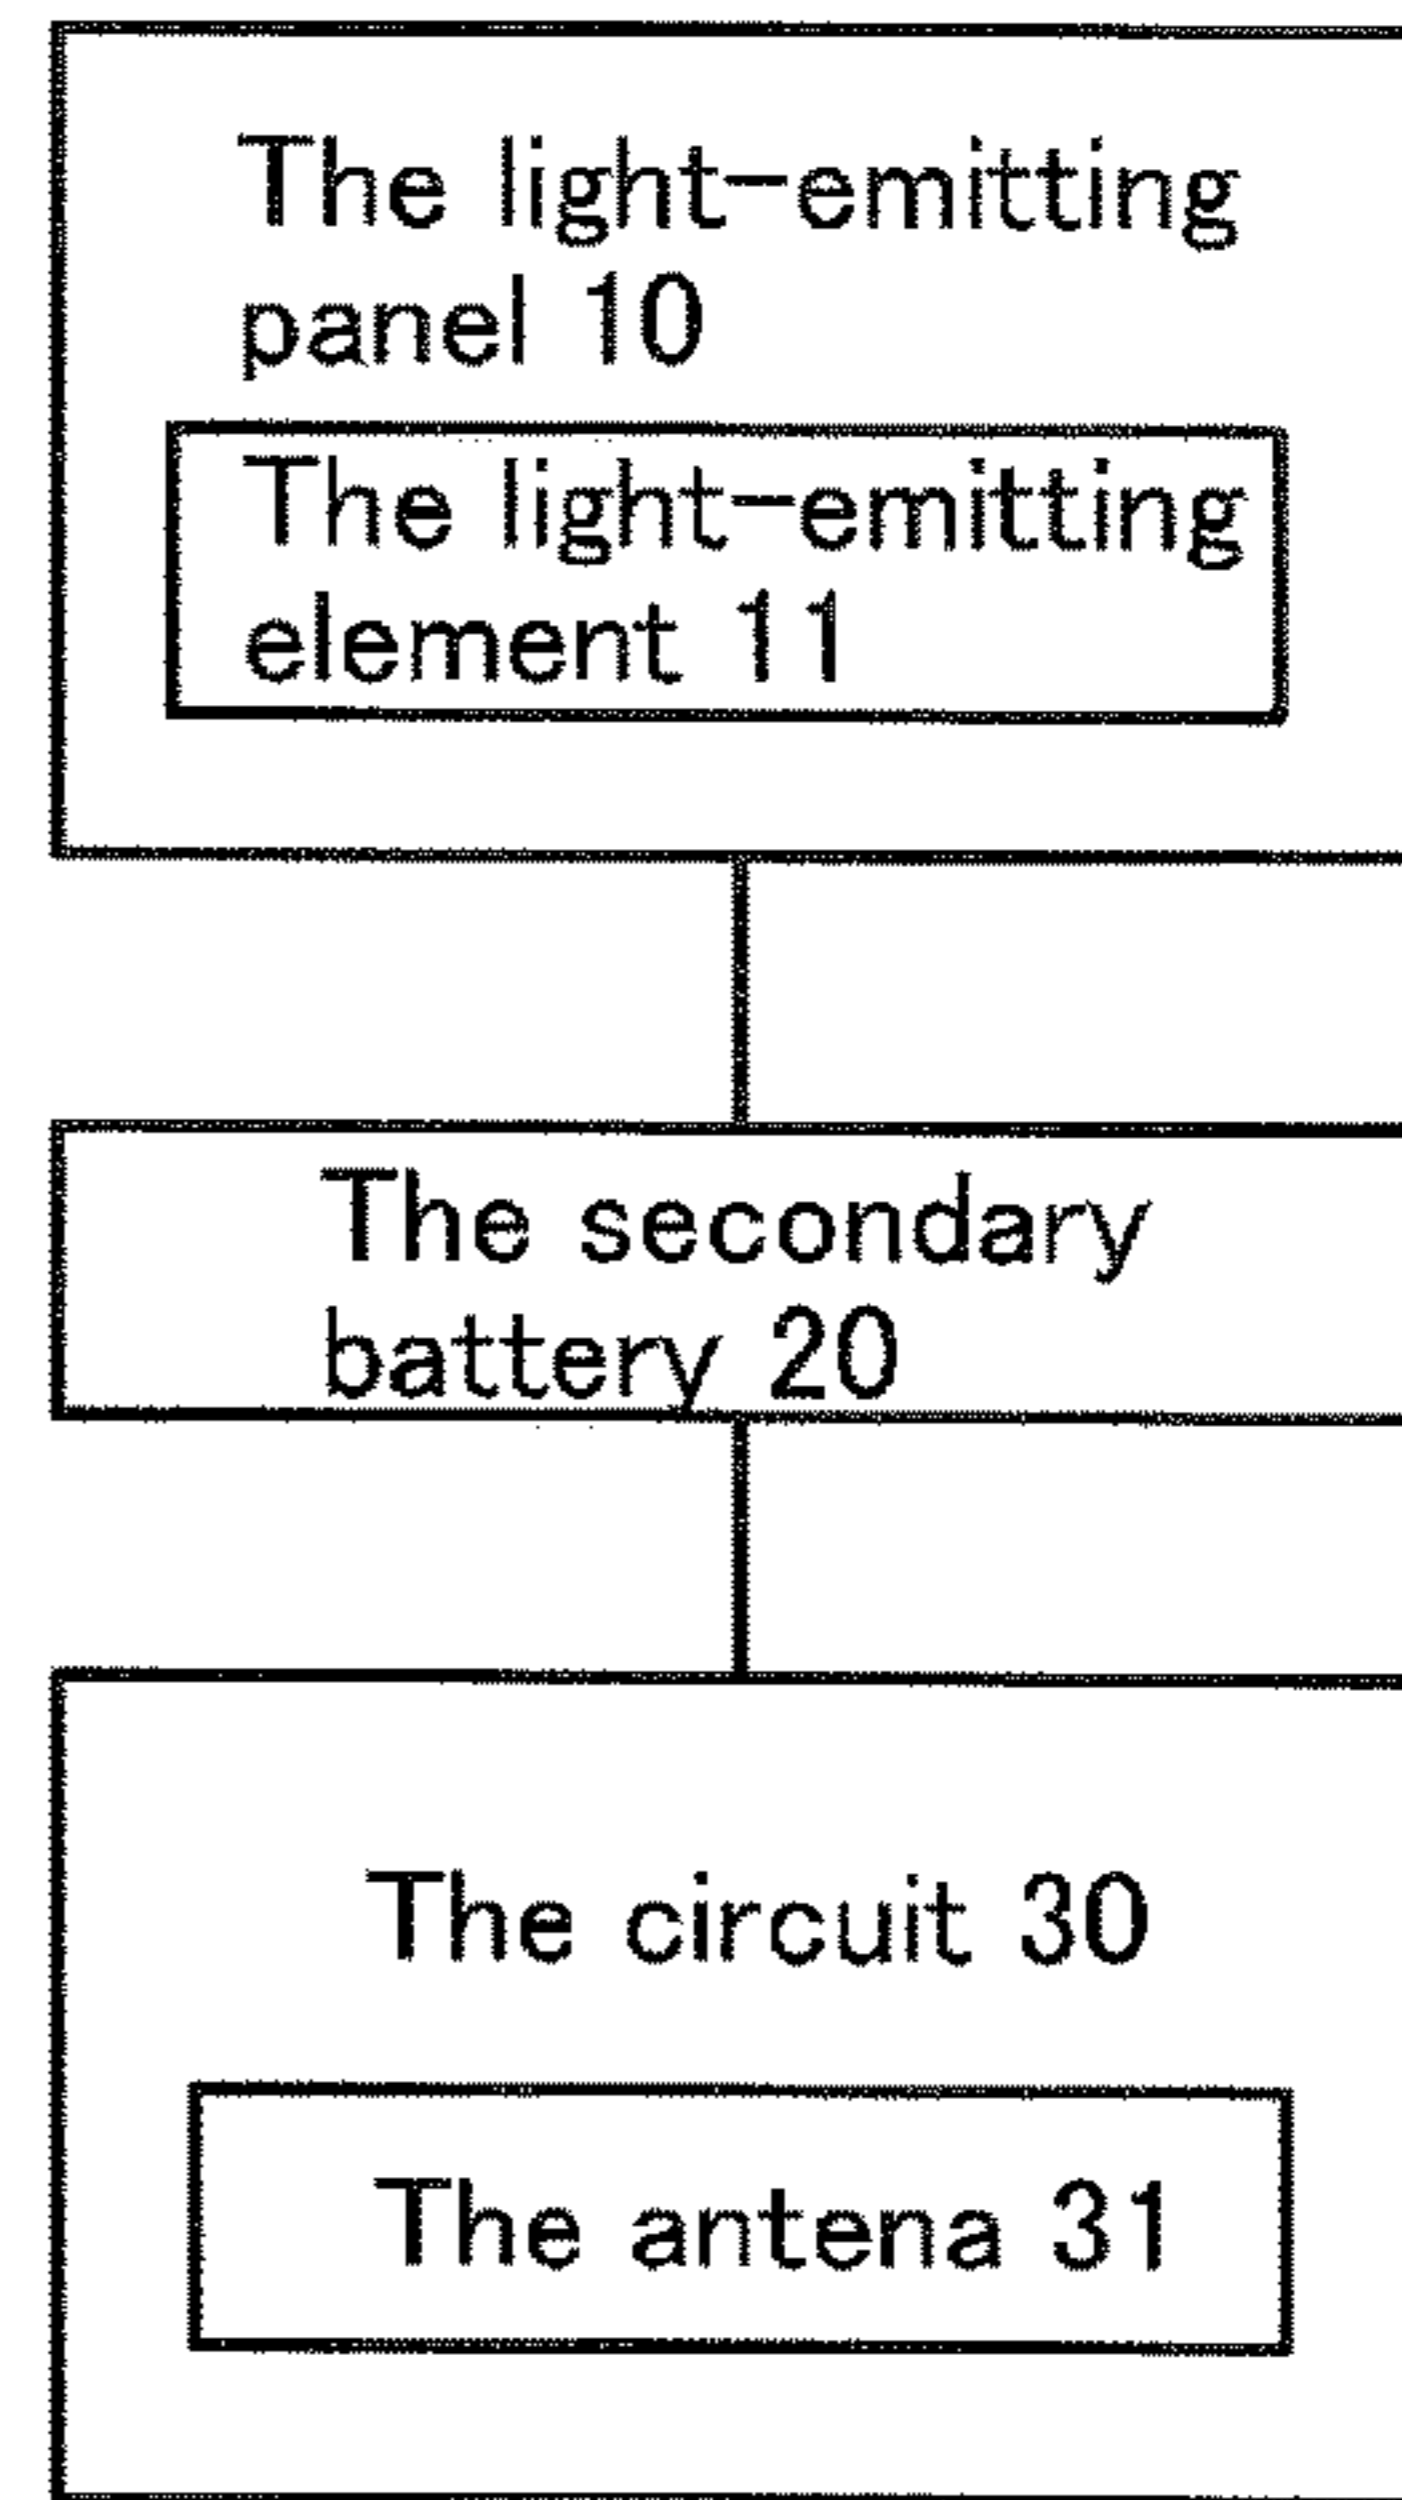 The light-emitting
panel 10
The light-emitting
element 11
The secondary
battery 20
The circuit 30
The antena 31